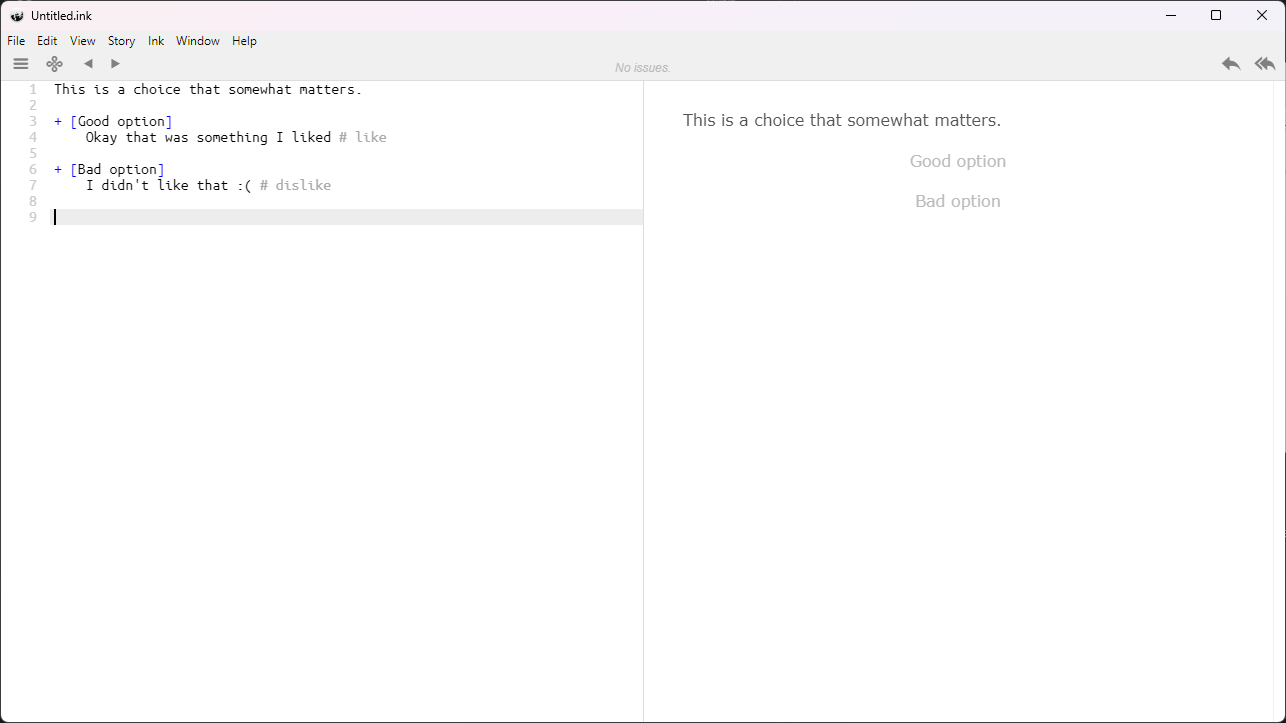 Untitled.ink
File Edit View Story Ink Window Help
No issues.
1 This is a choice that somewhat matters.
2
3 + [Good option]
4 Okay that was something I liked # like
5
6 + [Bad option]
7 I didn't like that :( # dislike
8
9
This is a choice that somewhat matters.
Good option
Bad option